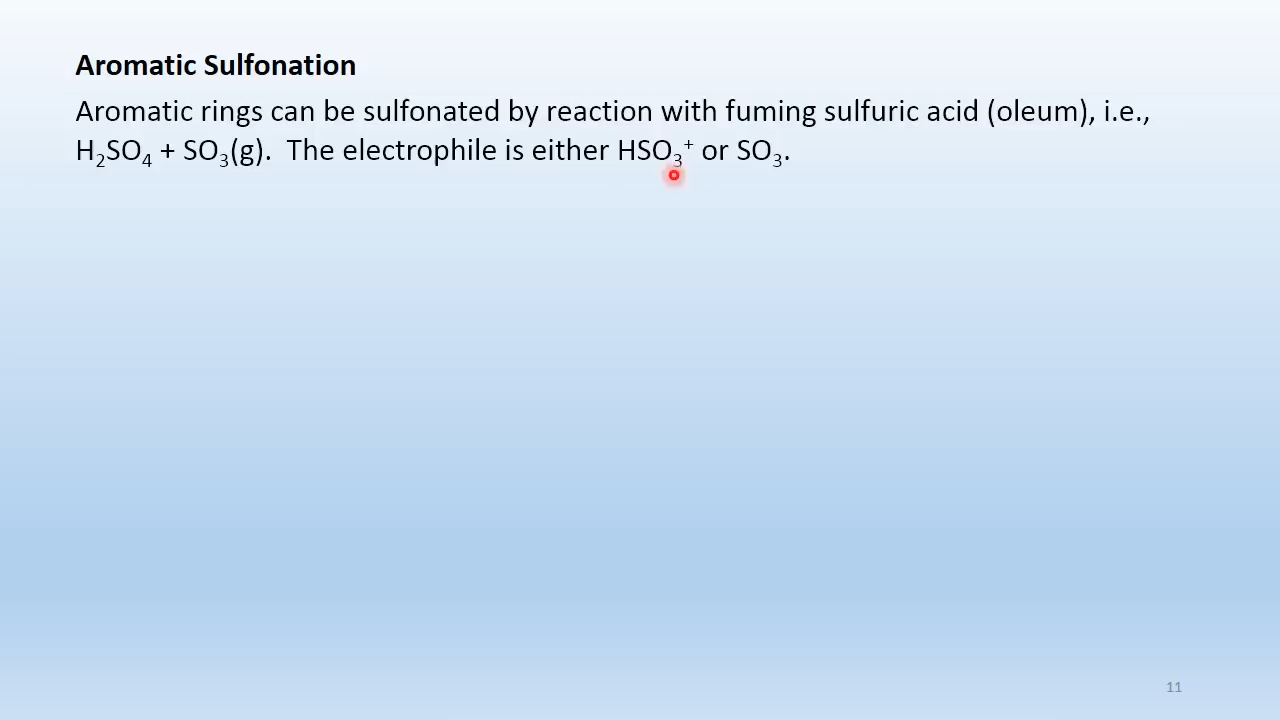 Aromatic Sulfonation
Aromatic rings can be sulfonated by reaction with fuming sulfuric acid (oleum), i.e.,
H₂SO₄ + SO₃(g).  The electrophile is either HSO₃⁺ or SO₃.
11